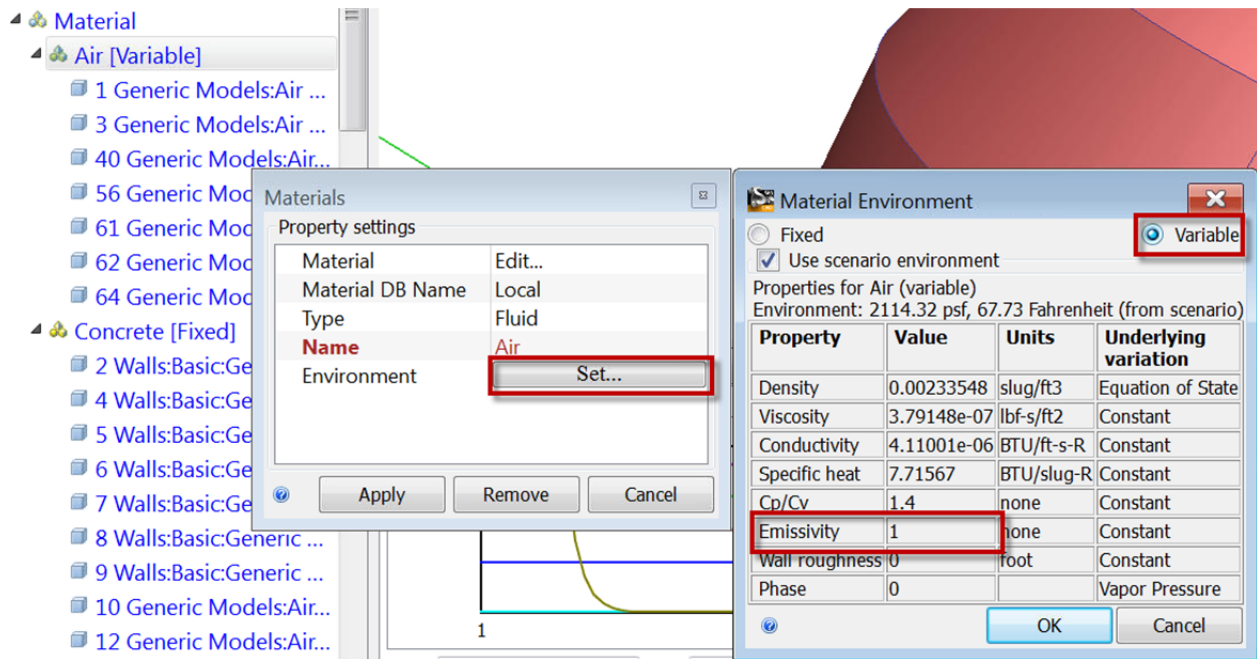 Material
Air [Variable]
1 Generic Models:Air ...
3 Generic Models:Air ...
40 Generic Models:Air...
56 Generic Moc
61 Generic Moc
62 Generic Moc
64 Generic Moc
Concrete [Fixed]
2 Walls:Basic:Ge
4 Walls:Basic:Ge
5 Walls:Basic:Ge
6 Walls:Basic:Ge
7 Walls:Basic:Ge
8 Walls:Basic:Generic ...
9 Walls:Basic:Generic ...
10 Generic Models:Air...
12 Generic Models:Air...
Materials
Property settings
Material Edit...
Material DB Name Local
Type Fluid
Name Air
Environment Set...
Apply Remove Cancel
1
Material Environment
Fixed Variable
Use scenario environment
Properties for Air (variable)
Environment: 2114.32 psf, 67.73 Fahrenheit (from scenario)
Property Value Units Underlying
variation
Density 0.00233548 slug/ft3 Equation of State
Viscosity 3.79148e-07 lbf-s/ft2 Constant
Conductivity 4.11001e-06 BTU/ft-s-R Constant
Specific heat 7.71567 BTU/slug-R Constant
Cp/Cv 1.4 none Constant
Emissivity 1 none Constant
Wall roughness 0 foot Constant
Phase 0 Vapor Pressure
OK Cancel